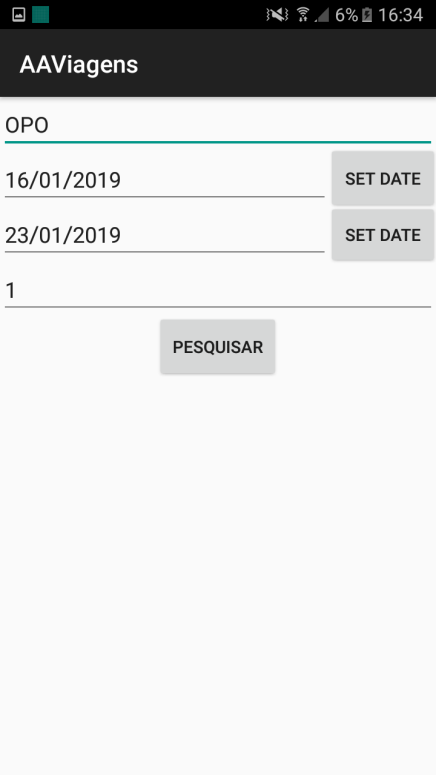 6% 16:34
AAViagens
OPO
16/01/2019 SET DATE
23/01/2019 SET DATE
1
PESQUISAR